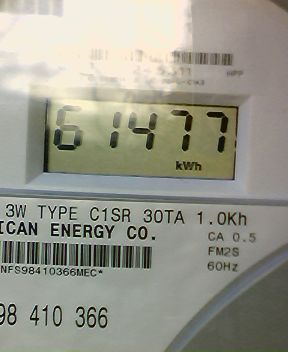 61477
kWh
3W TYPE C1SR 30TA 1.0Kh
ICAN ENERGY CO.
CA 0.5
FM2S
60Hz
NFS98410366MEC*
98 410 366